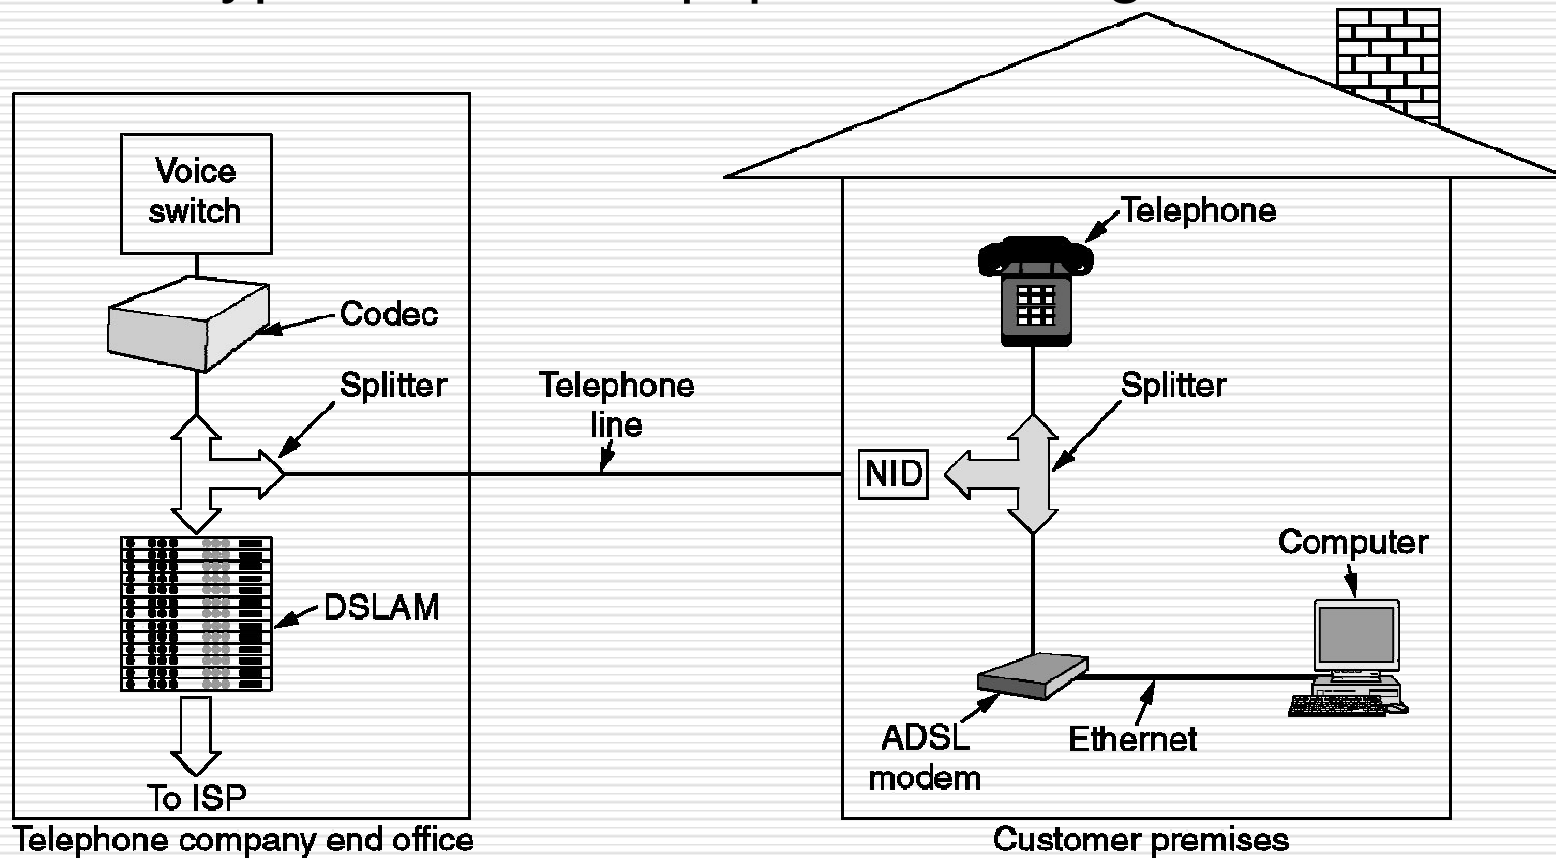 Voice
switch
Codec
Splitter
DSLAM
To ISP
Telephone company end office
Telephone
line
Telephone
Splitter
NID
Computer
ADSL
modem
Ethernet
Customer premises